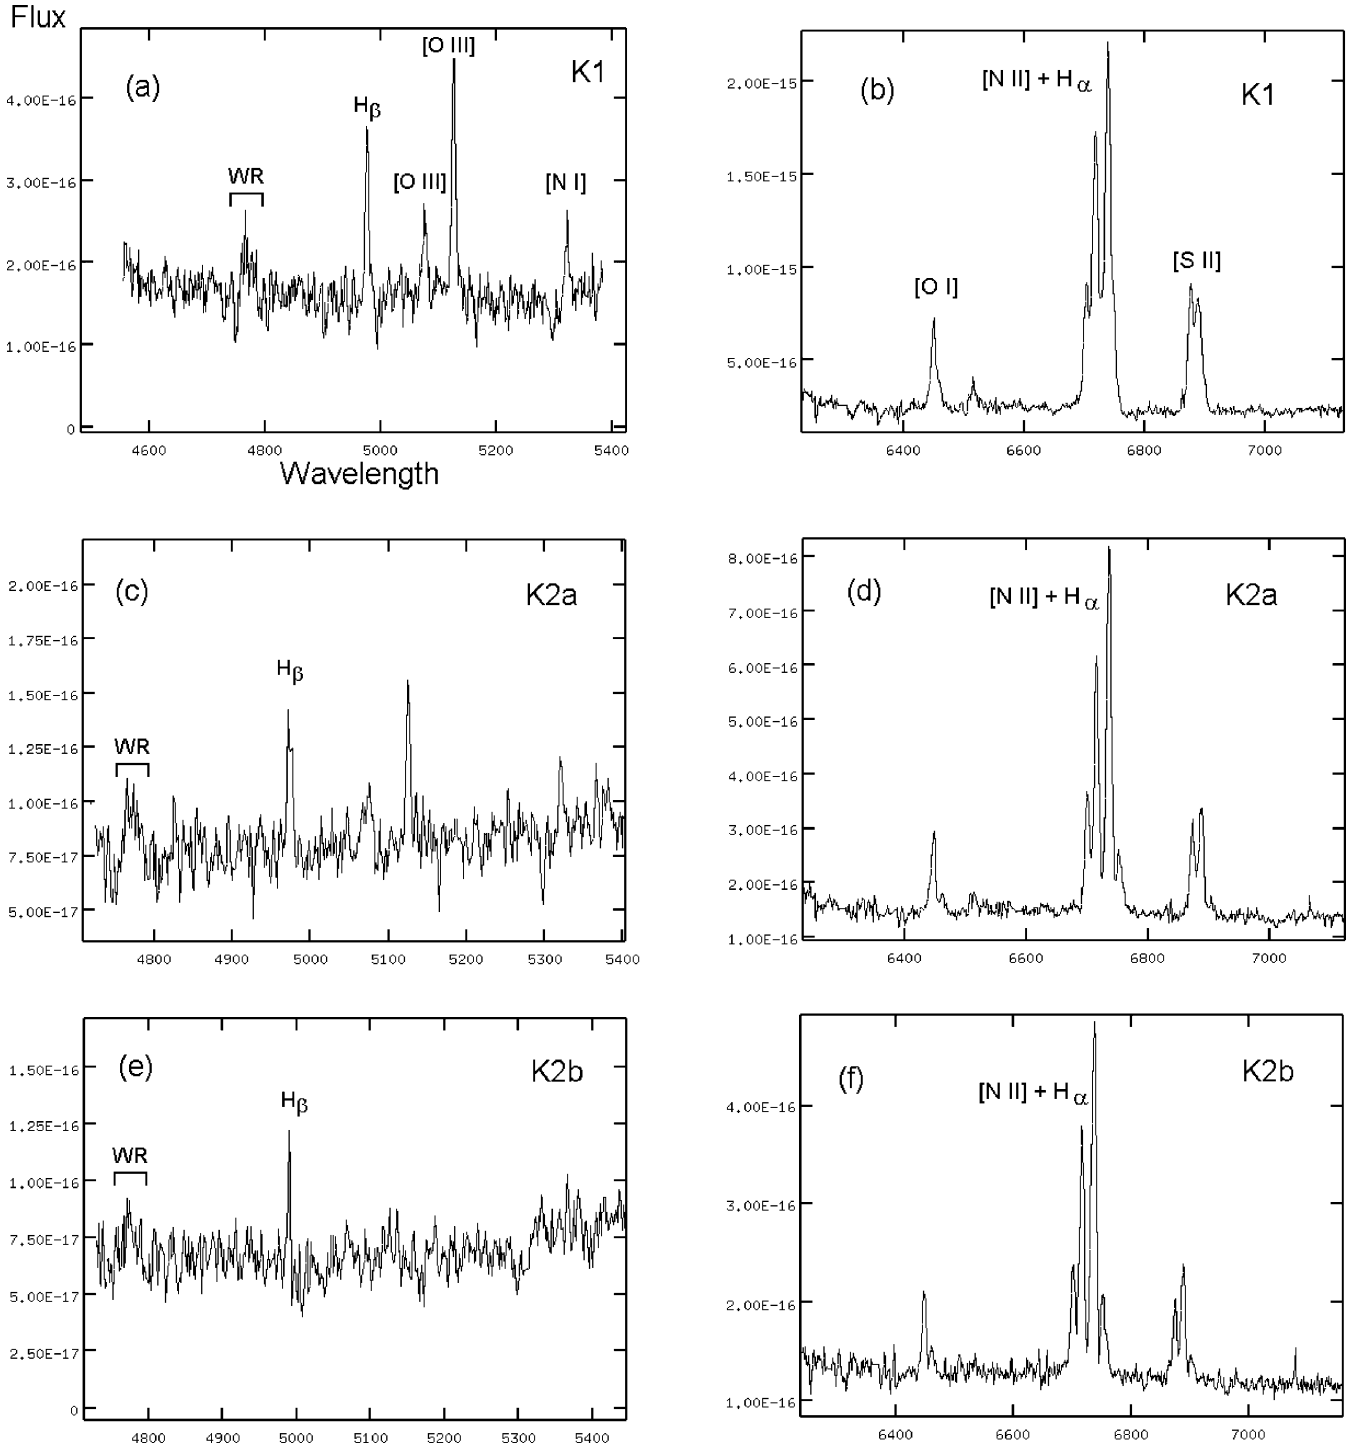 Flux
(a)
K1
[O III]
Hβ
WR
[O III]
[N I]
4.00E-16
3.00E-16
2.00E-16
1.00E-16
0
4600 4800 5000 5200 5400
Wavelength
(b)
K1
[N II] + Hα
[O I]
[S II]
2.00E-15
1.50E-15
1.00E-15
5.00E-16
6400 6600 6800 7000
(c)
K2a
Hβ
WR
2.00E-16
1.75E-16
1.50E-16
1.25E-16
1.00E-16
7.50E-17
5.00E-17
4800 4900 5000 5100 5200 5300 5400
(d)
K2a
[N II] + Hα
8.00E-16
7.00E-16
6.00E-16
5.00E-16
4.00E-16
3.00E-16
2.00E-16
1.00E-16
6400 6600 6800 7000
(e)
K2b
Hβ
WR
1.50E-16
1.25E-16
1.00E-16
7.50E-17
5.00E-17
2.50E-17
0
4800 4900 5000 5100 5200 5300 5400
(f)
K2b
[N II] + Hα
4.00E-16
3.00E-16
2.00E-16
1.00E-16
6400 6600 6800 7000